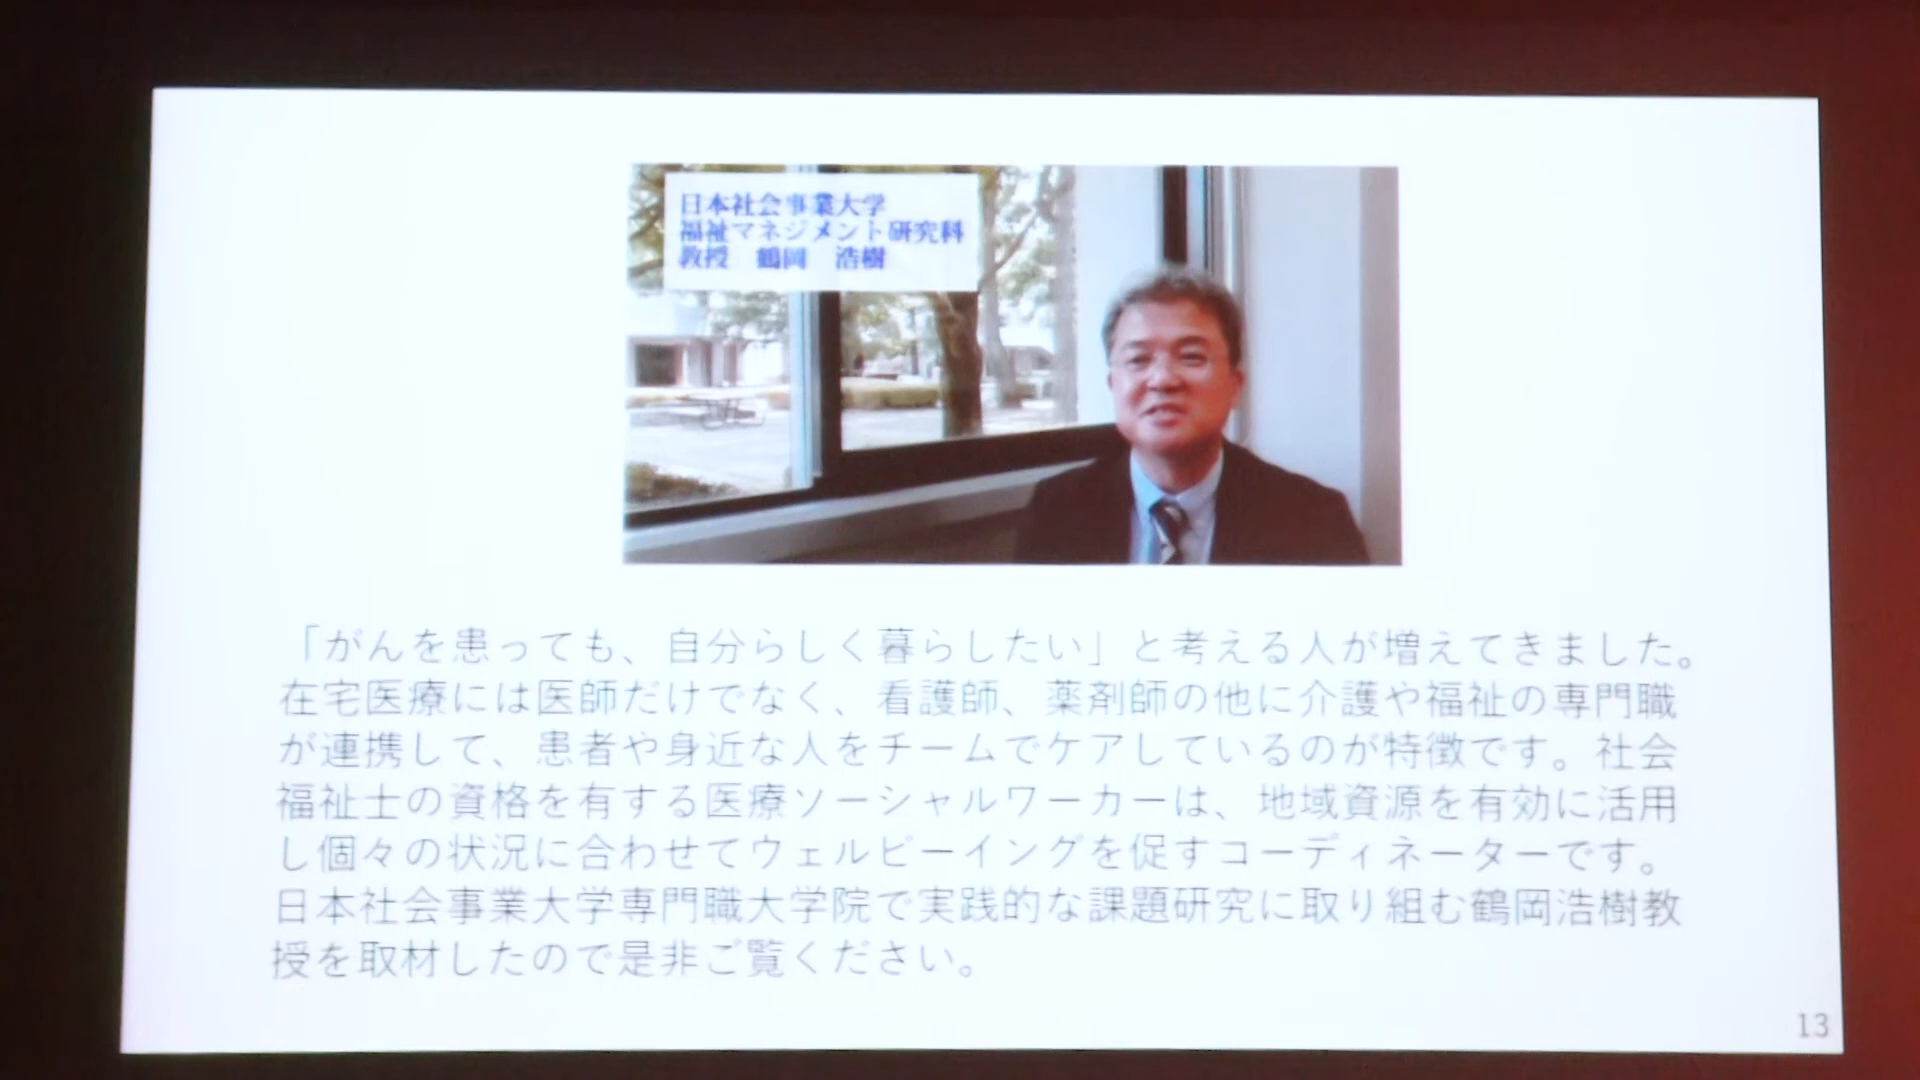 日本社会事業大学
福祉マネジメント研究科
教授　鶴岡　浩樹
「がんを患っても、自分らしく暮らしたい」と考える人が増えてきました。
在宅医療には医師だけでなく、看護師、薬剤師の他に介護や福祉の専門職
が連携して、患者や身近な人をチームでケアしているのが特徴です。社会
福祉士の資格を有する医療ソーシャルワーカーは、地域資源を有効に活用
し個々の状況に合わせてウェルビーイングを促すコーディネーターです。
日本社会事業大学専門職大学院で実践的な課題研究に取り組む鶴岡浩樹教
授を取材したので是非ご覧ください。
13